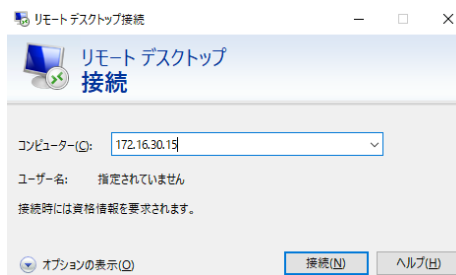 リモート デスクトップ接続
リモート デスクトップ
接続
コンピューター(C): 172.16.30.15
ユーザー名: 指定されていません
接続時には資格情報を要求されます。
オプションの表示(O) 接続(N) ヘルプ(H)